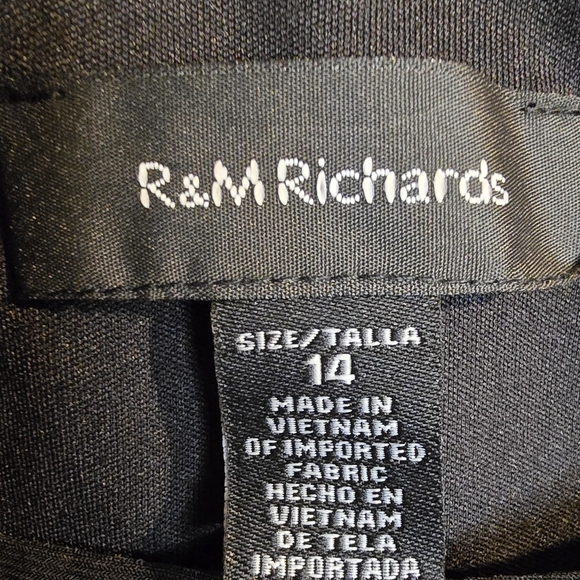 R&M Richards
SIZE/TALLA
14
MADE IN
VIETNAM
OF IMPORTED
FABRIC
HECHO EN
VIETNAM
DE TELA
IMPORTADA